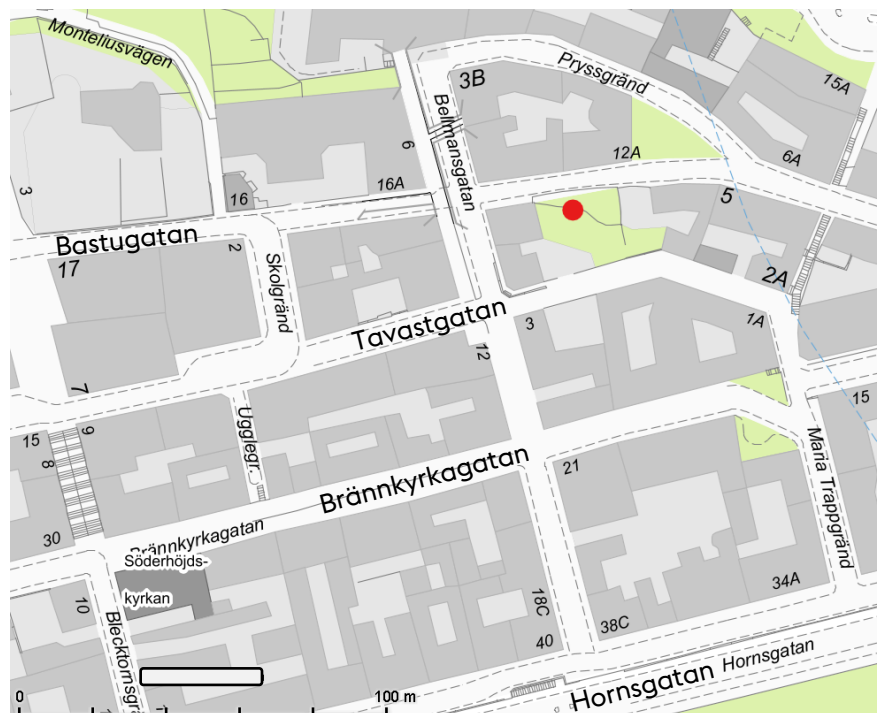 Monteliusvägen
3B
Pryssgränd
15A
Bellmansgatan
6
12A
6A
3
16
16A
5
Bastugatan
2
17
Skolgränd
2A
Tavastgatan
3
1A
12
7
15
9
8
Ugglegr.
15
21
Maria Trappgränd
Brännkyrkagatan
30
Brännkyrkagatan
Söderhöjds-
kyrkan
10
18C
34A
38C
40
Blecktornsgrä
Hornsgatan
Hornsgatan
0
100 m